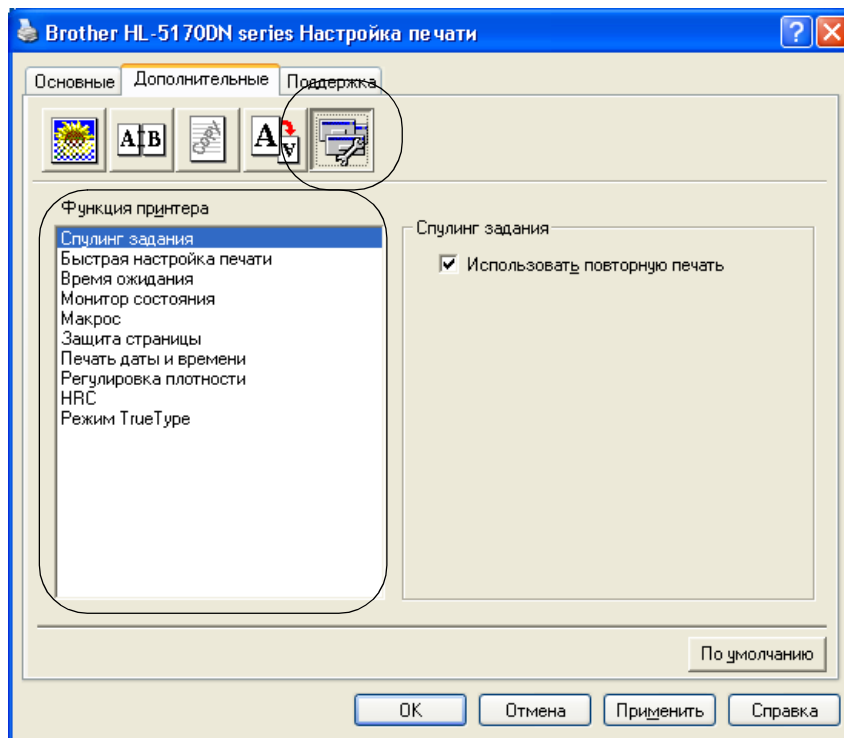 Brother HL-5170DN series Настройка печати
Основные Дополнительные Поддержка
A B
Copy
A A
Функция принтера
Спулинг задания
Быстрая настройка печати
Время ожидания
Монитор состояния
Макрос
Защита страницы
Печать даты и времени
Регулировка плотности
HRC
Режим TrueType
Спулинг задания
Использовать повторную печать
По умолчанию
OK Отмена Применить Справка